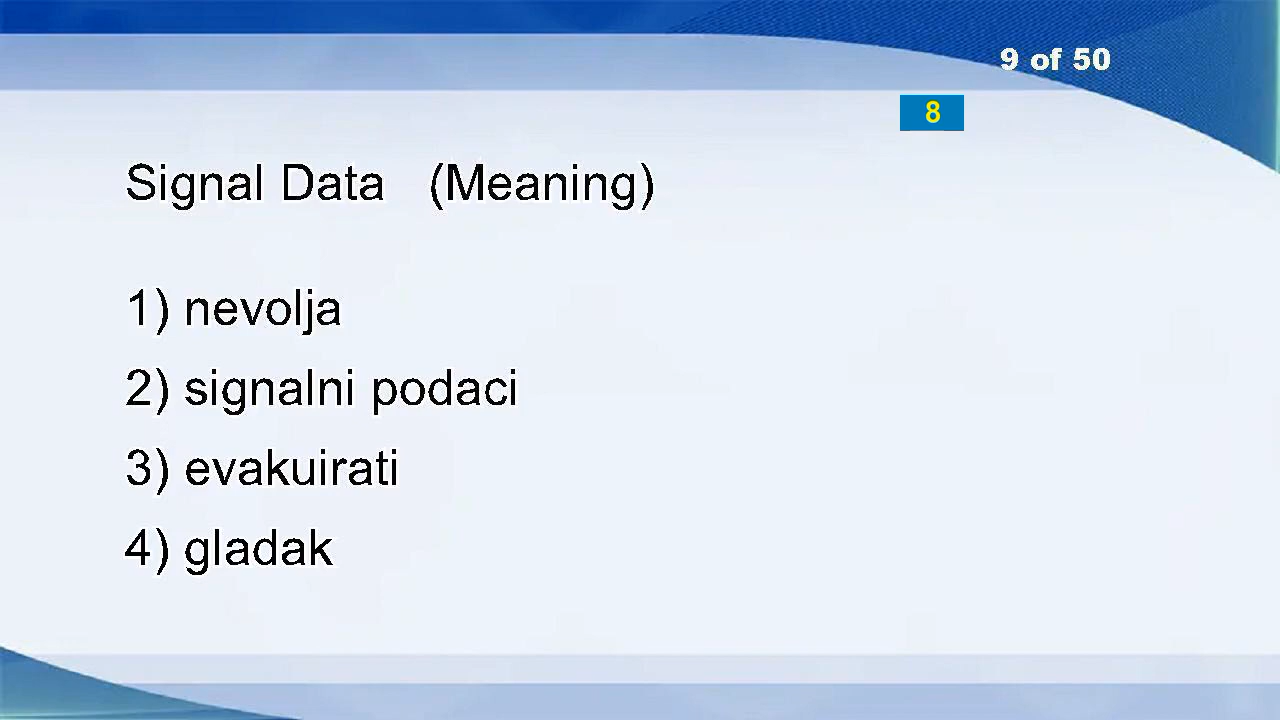 9 of 50
8
Signal Data (Meaning)
1) nevolja
2) signalni podaci
3) evakuirati
4) gladak